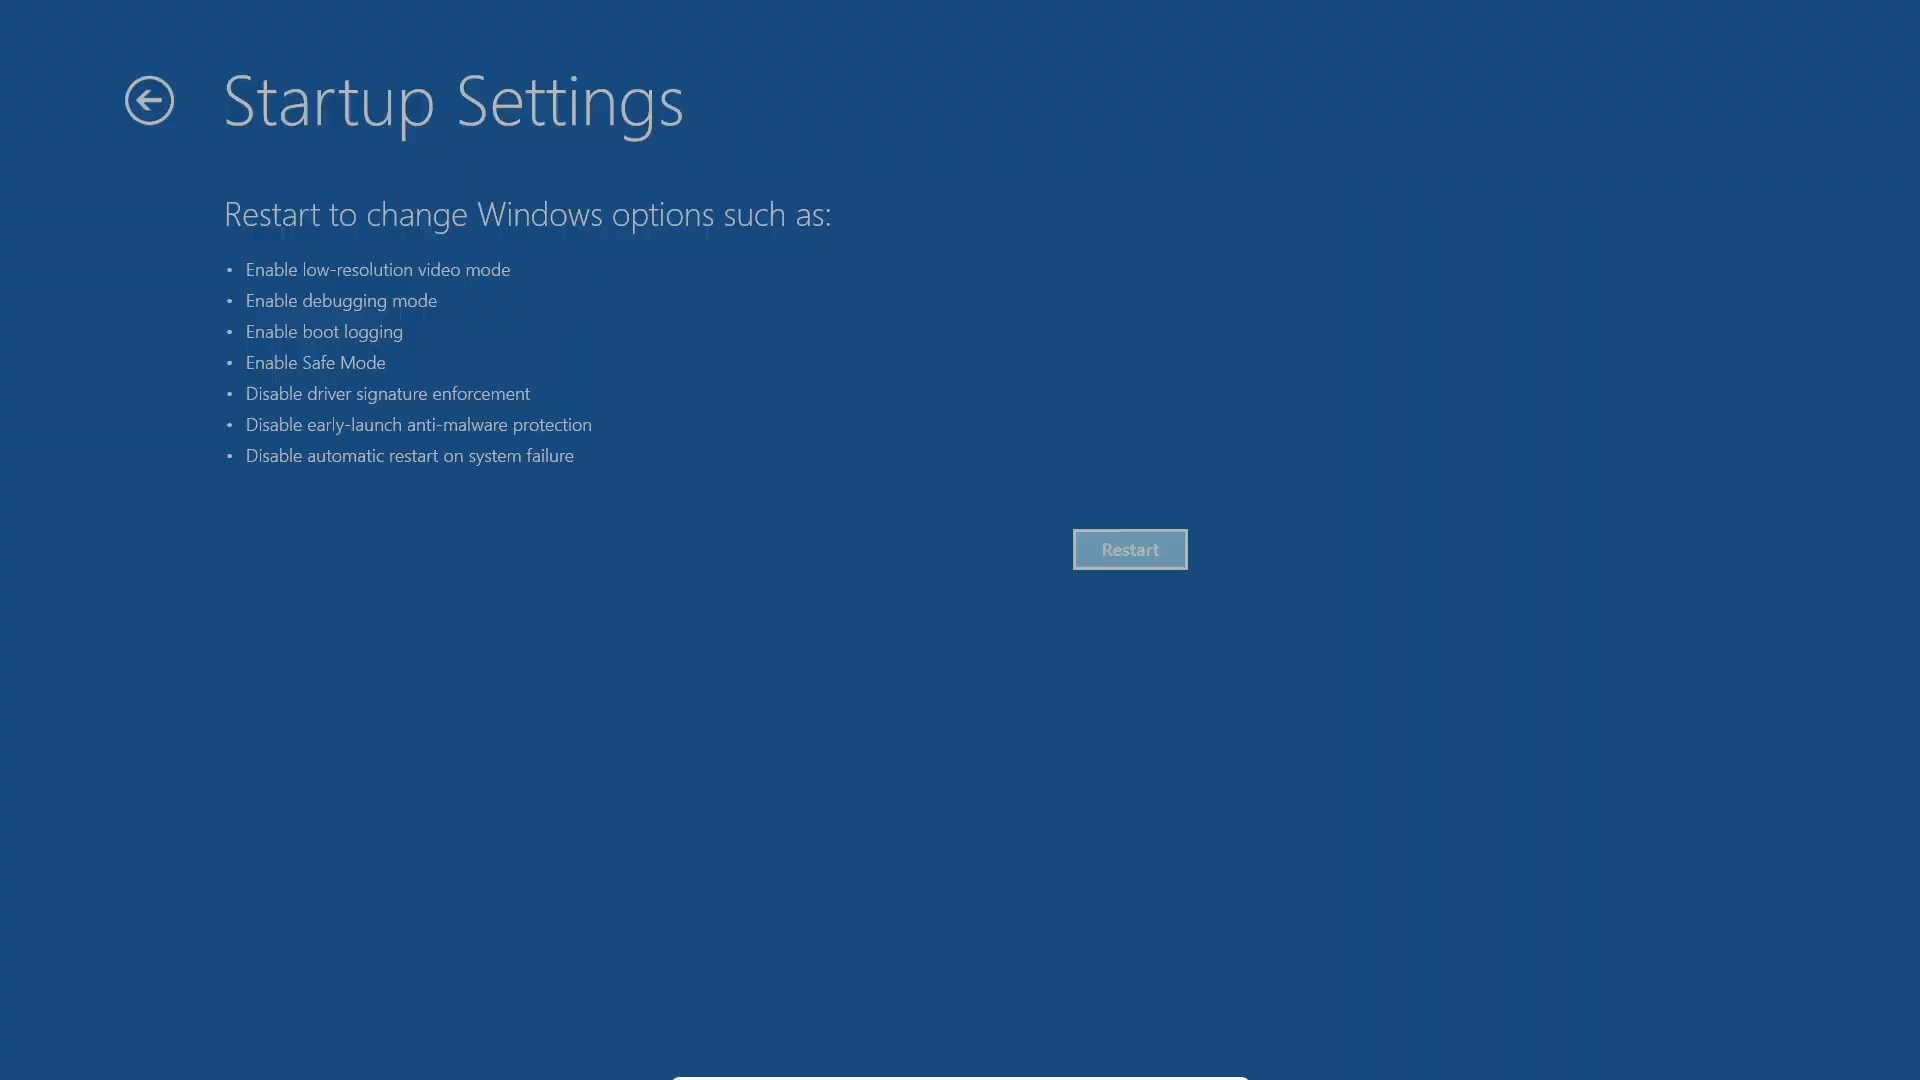 Startup Settings
Restart to change Windows options such as:
• Enable low-resolution video mode
• Enable debugging mode
• Enable boot logging
• Enable Safe Mode
• Disable driver signature enforcement
• Disable early-launch anti-malware protection
• Disable automatic restart on system failure
Restart